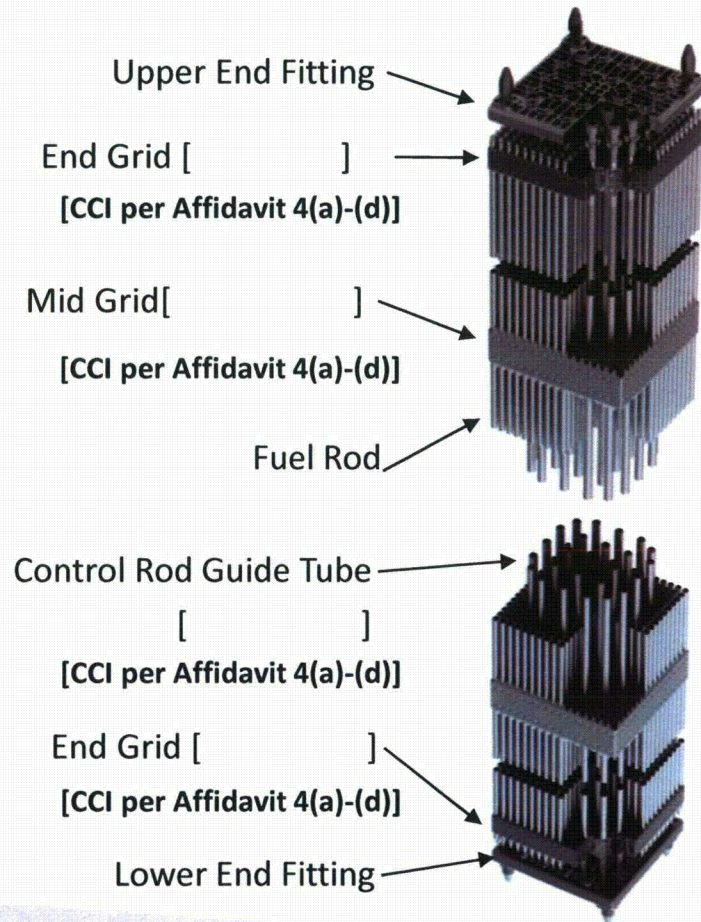 Upper End Fitting
End Grid [ ]
[CCI per Affidavit 4(a)-(d)]
Mid Grid[ ]
[CCI per Affidavit 4(a)-(d)]
Fuel Rod
Control Rod Guide Tube
[ ]
[CCI per Affidavit 4(a)-(d)]
End Grid [ ]
[CCI per Affidavit 4(a)-(d)]
Lower End Fitting